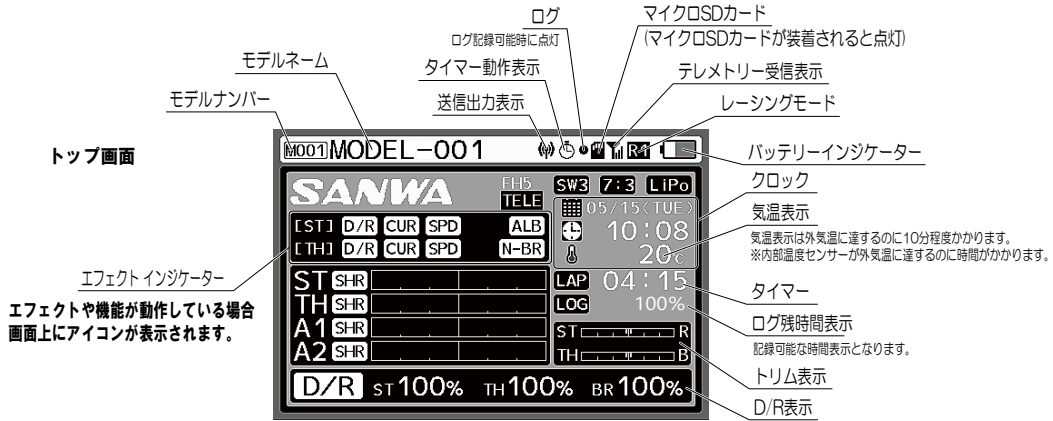 ログ
ログ記録可能時に点灯
マイクロSDカード
(マイクロSDカードが装着されると点灯)
モデルネーム
タイマー動作表示
テレメトリー受信表示
モデルナンバー
送信出力表示
レーシングモード
トップ画面
M001 MODEL-001
R1
バッテリーインジケーター
SANWA
FH5
TELE
SW3 7:3 LiPo
クロック
05/15(TUE)
10:08
20c
気温表示
気温表示は外気温に達するのに10分程度かかります。
※内部温度センサーが外気温に達するのに時間がかかります。
[ST] D/R CUR SPD ALB
[TH] D/R CUR SPD N-BR
エフェクト インジケーター
エフェクトや機能が動作している場合
画面上にアイコンが表示されます。
ST SHR
TH SHR
A1 SHR
A2 SHR
LAP 04:15
LOG 100%
タイマー
ログ残時間表示
記録可能な時間表示となります。
ST R
TH B
トリム表示
D/R ST100% TH100% BR100%
D/R表示